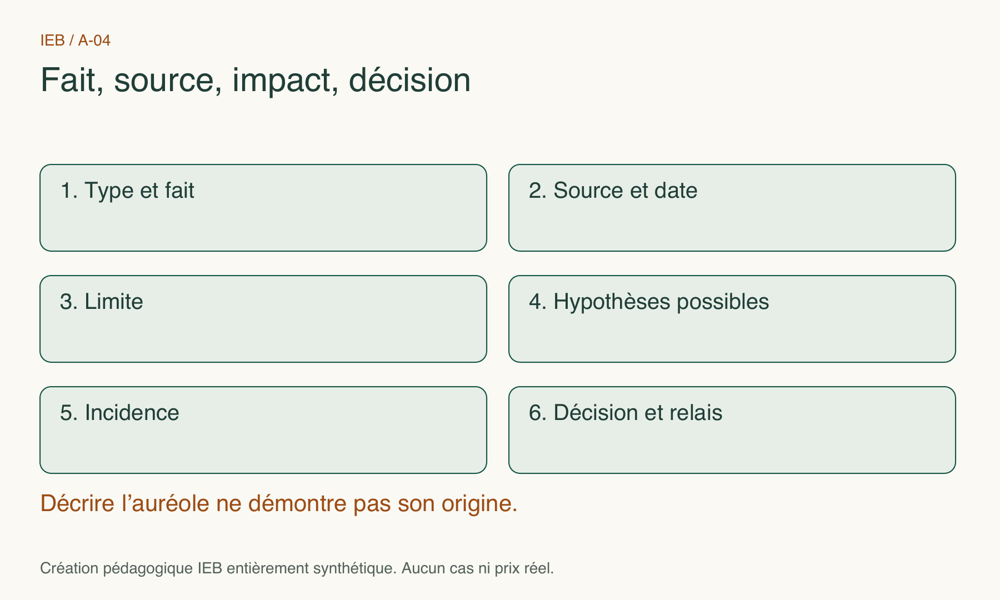 IEB / A-04
Fait, source, impact, décision
1. Type et fait
2. Source et date
3. Limite
4. Hypothèses possibles
5. Incidence
6. Décision et relais
Décrire l’auréole ne démontre pas son origine.
Création pédagogique IEB entièrement synthétique. Aucun cas ni prix réel.